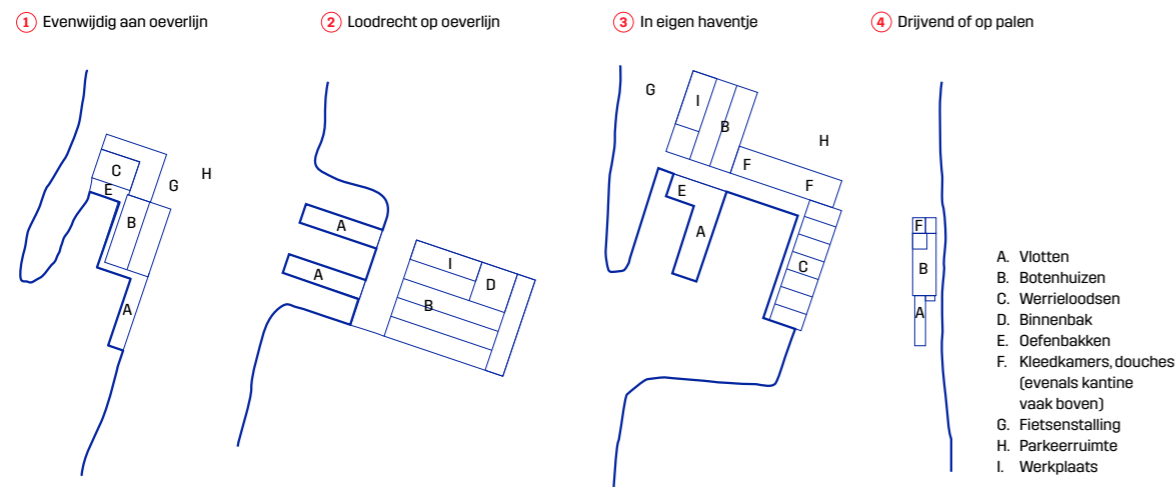 1 Evenwijdig aan oeverlijn
2 Loodrecht op oeverlijn
3 In eigen haventje
4 Drijvend of op palen
C
E
B
G
H
A
A
A
I
D
B
G
I
B
H
F
F
E
A
C
F
B
A
A. Vlotten
B. Botenhuizen
C. Werrieloodsen
D. Binnenbak
E. Oefenbakken
F. Kleedkamers, douches
(evenals kantine
vaak boven)
G. Fietsenstalling
H. Parkeerruimte
I. Werkplaats